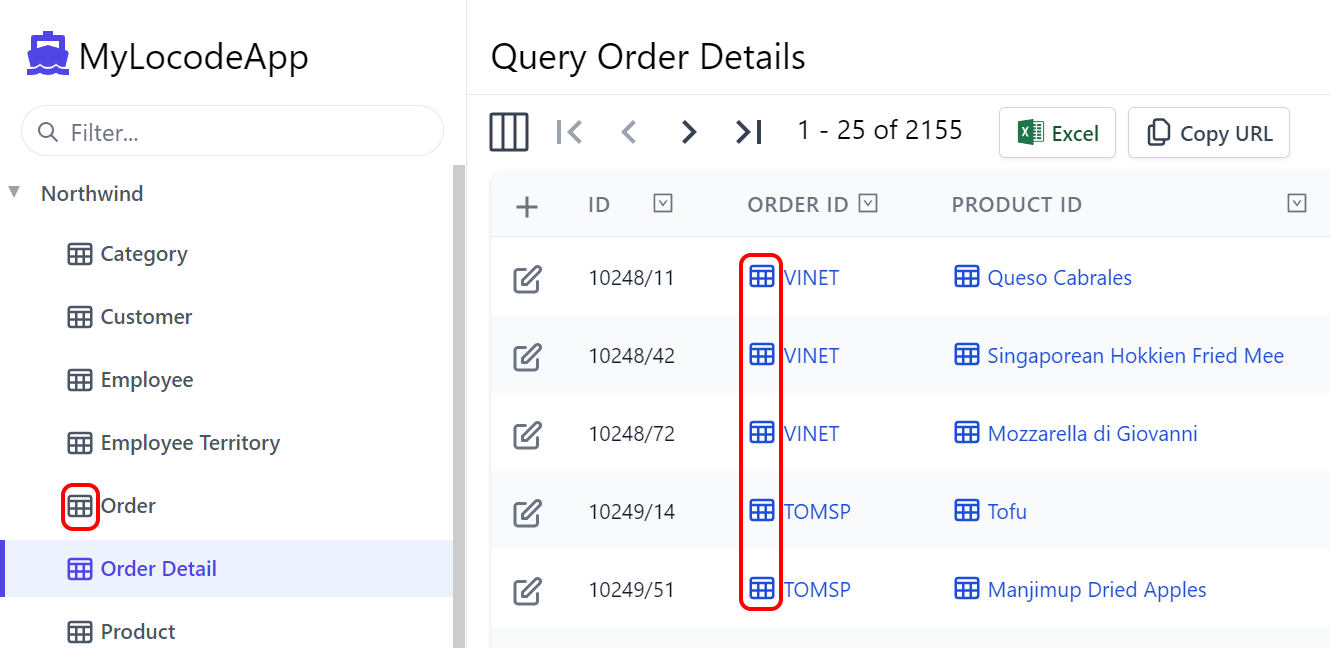 MyLocodeApp
Filter...
Northwind
Category
Customer
Employee
Employee Territory
Order
Order Detail
Product
Query Order Details
1 - 25 of 2155 Excel Copy URL
ID ORDER ID PRODUCT ID
10248/11 VINET Queso Cabrales
10248/42 VINET Singaporean Hokkien Fried Mee
10248/72 VINET Mozzarella di Giovanni
10249/14 TOMSP Tofu
10249/51 TOMSP Manjimup Dried Apples